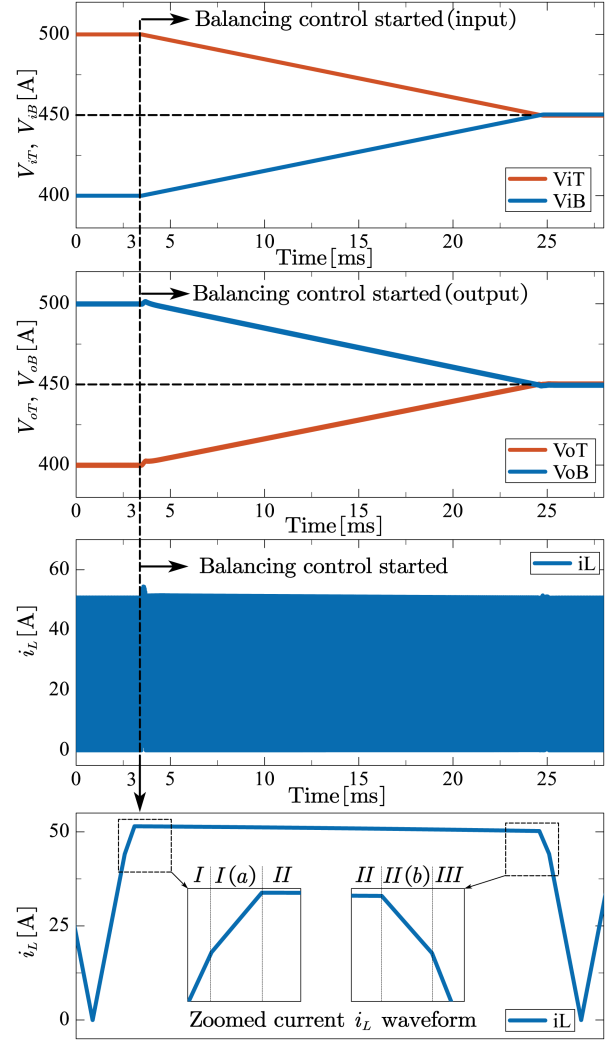 Balancing control started (input)
500
450
400
V_iT, V_iB [A]
ViT
ViB
0 3 5 10 15 20 25
Time [ms]
Balancing control started (output)
500
450
400
V_oT, V_oB [A]
VoT
VoB
0 3 5 10 15 20 25
Time [ms]
Balancing control started
iL
60
40
20
0
i_L [A]
0 3 5 10 15 20 25
Time [ms]
50
25
0
i_L [A]
I I(a) II
II II(b) III
Zoomed current i_L waveform
iL